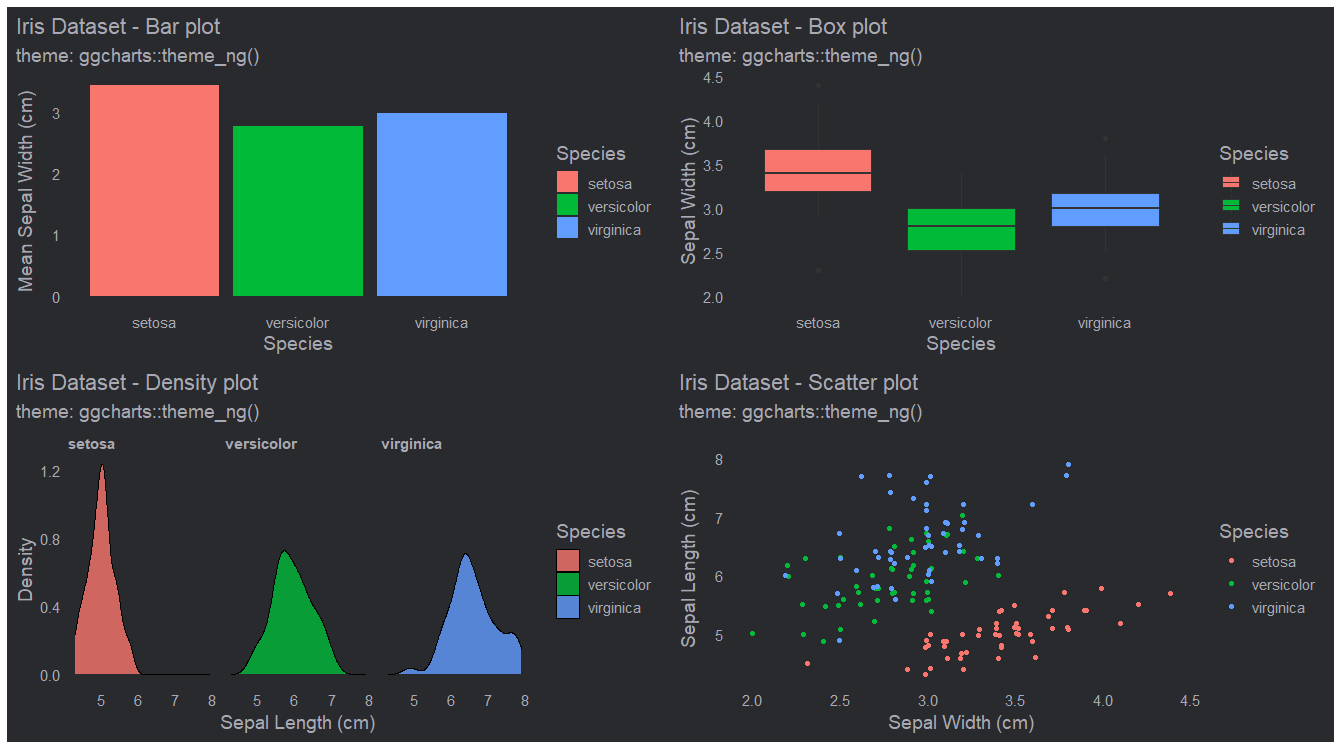 Iris Dataset - Bar plot
theme: ggcharts::theme_ng()
Mean Sepal Width (cm)
3
2
1
0
setosa versicolor virginica
Species
Species
setosa
versicolor
virginica
Iris Dataset - Box plot
theme: ggcharts::theme_ng()
Sepal Width (cm)
4.5
4.0
3.5
3.0
2.5
2.0
setosa versicolor virginica
Species
Species
setosa
versicolor
virginica
Iris Dataset - Density plot
theme: ggcharts::theme_ng()
setosa versicolor virginica
Density
1.2
0.8
0.4
0.0
5 6 7 8 5 6 7 8 5 6 7 8
Sepal Length (cm)
Species
setosa
versicolor
virginica
Iris Dataset - Scatter plot
theme: ggcharts::theme_ng()
Sepal Length (cm)
8
7
6
5
2.0 2.5 3.0 3.5 4.0 4.5
Sepal Width (cm)
Species
setosa
versicolor
virginica